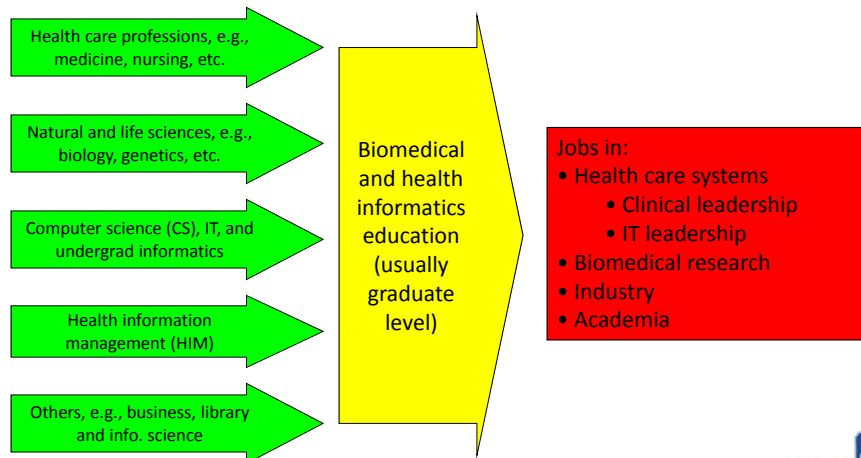 Health care professions, e.g.,
medicine, nursing, etc.
Natural and life sciences, e.g.,
biology, genetics, etc.
Computer science (CS), IT, and
undergrad informatics
Health information
management (HIM)
Others, e.g., business, library
and info. science
Biomedical
and health
informatics
education
(usually
graduate
level)
Jobs in:
• Health care systems
• Clinical leadership
• IT leadership
• Biomedical research
• Industry
• Academia